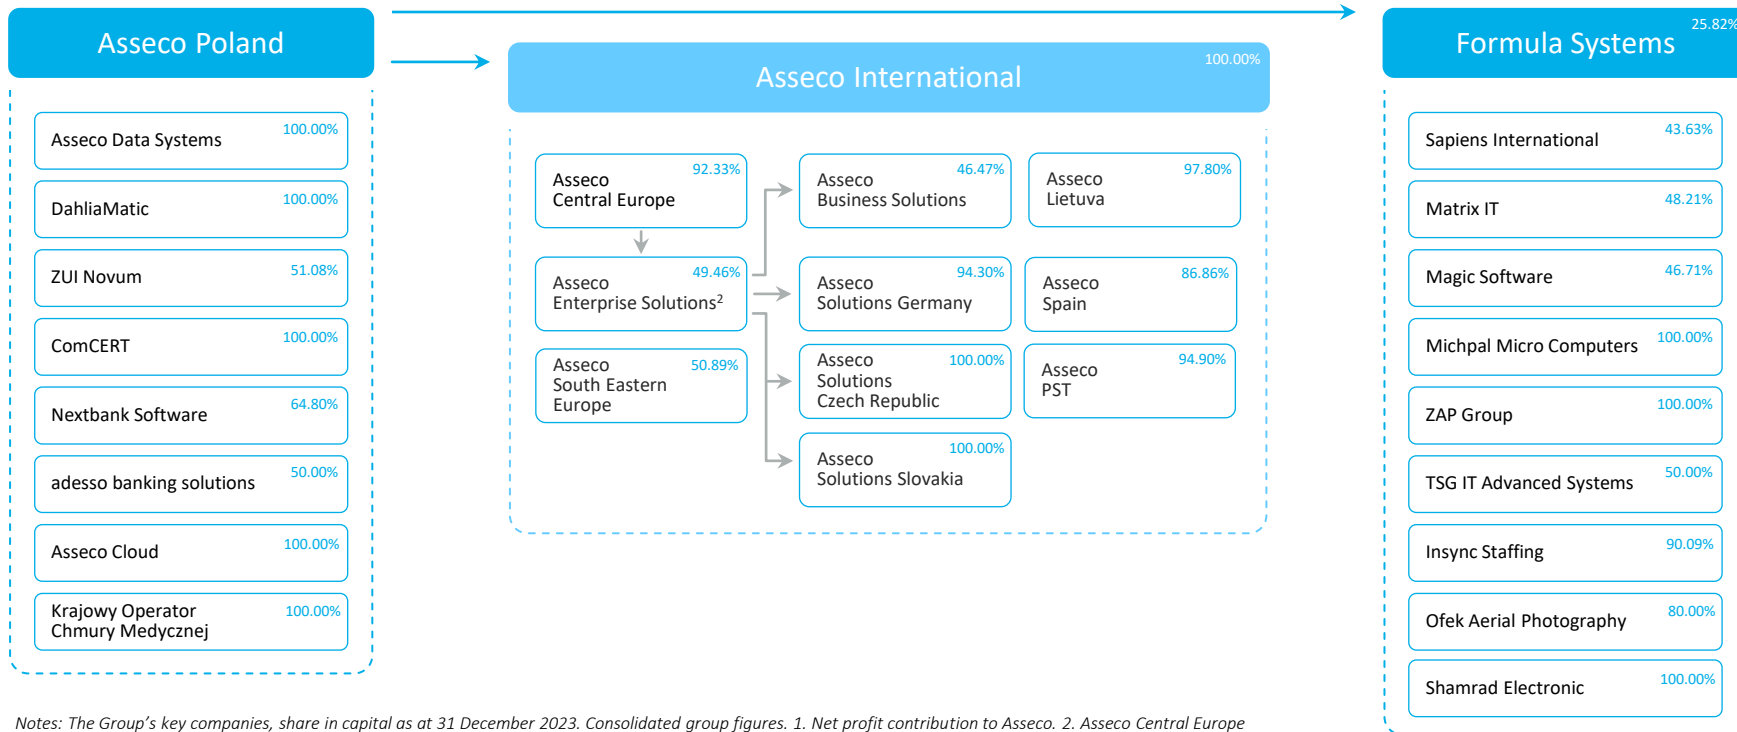 Asseco Poland
Asseco Data Systems 100.00%
DahliaMatic 100.00%
ZUI Novum 51.08%
ComCERT 100.00%
Nextbank Software 64.80%
adesso banking solutions 50.00%
Asseco Cloud 100.00%
Krajowy Operator 100.00%
Chmury Medycznej
Asseco International 100.00%
Asseco 92.33%
Central Europe
Asseco 49.46%
Enterprise Solutions²
Asseco 50.89%
South Eastern
Europe
Asseco 46.47%
Business Solutions
Asseco 94.30%
Solutions Germany
Asseco 100.00%
Solutions
Czech Republic
Asseco 100.00%
Solutions Slovakia
Asseco 97.80%
Lietuva
Asseco 86.86%
Spain
Asseco 94.90%
PST
Formula Systems 25.82%
Sapiens International 43.63%
Matrix IT 48.21%
Magic Software 46.71%
Michpal Micro Computers 100.00%
ZAP Group 100.00%
TSG IT Advanced Systems 50.00%
Insync Staffing 90.09%
Ofek Aerial Photography 80.00%
Shamrad Electronic 100.00%
Notes: The Group's key companies, share in capital as at 31 December 2023. Consolidated group figures. 1. Net profit contribution to Asseco. 2. Asseco Central Europe